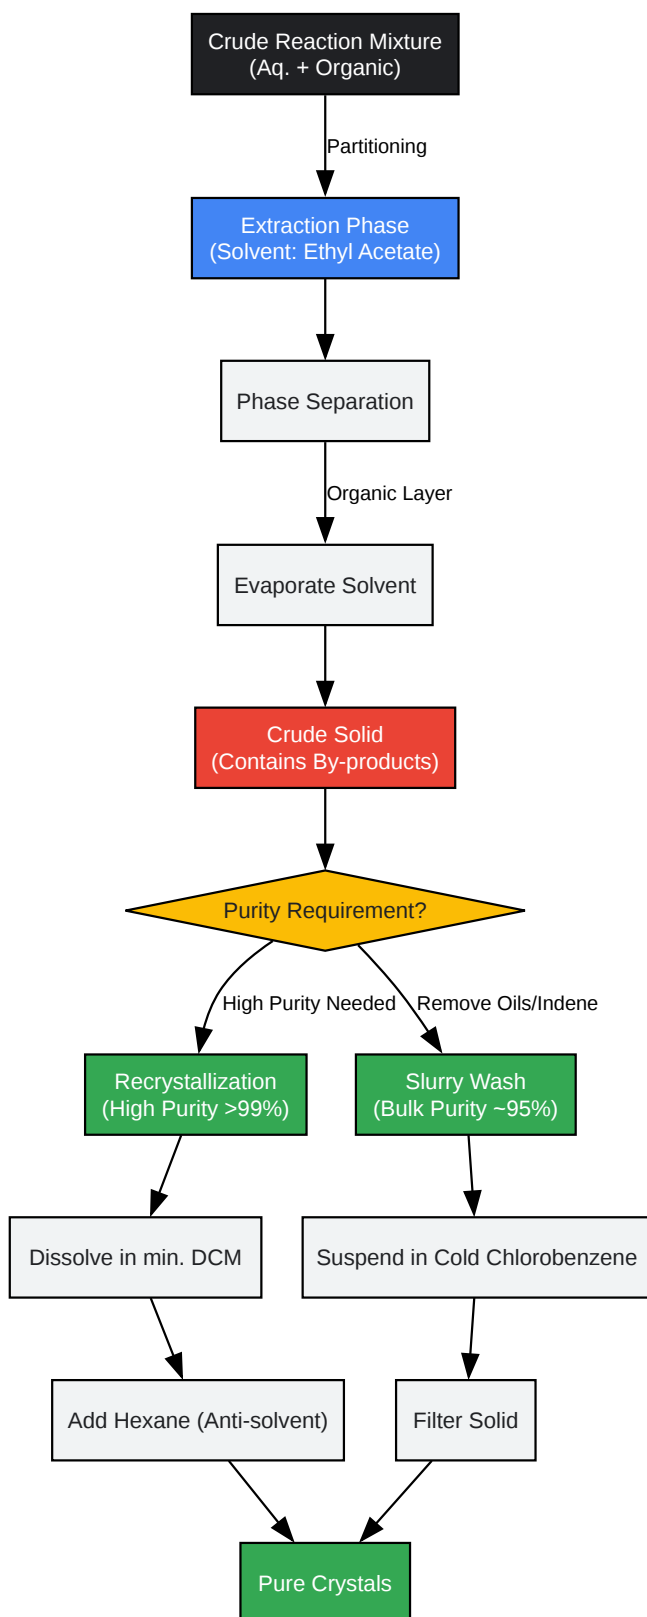 Crude Reaction Mixture
(Aq. + Organic)
Partitioning
Extraction Phase
(Solvent: Ethyl Acetate)
Phase Separation
Organic Layer
Evaporate Solvent
Crude Solid
(Contains By-products)
Purity Requirement?
High Purity Needed
Remove Oils/Indene
Recrystallization
(High Purity >99%)
Slurry Wash
(Bulk Purity ~95%)
Dissolve in min. DCM
Suspend in Cold Chlorobenzene
Add Hexane (Anti-solvent)
Filter Solid
Pure Crystals